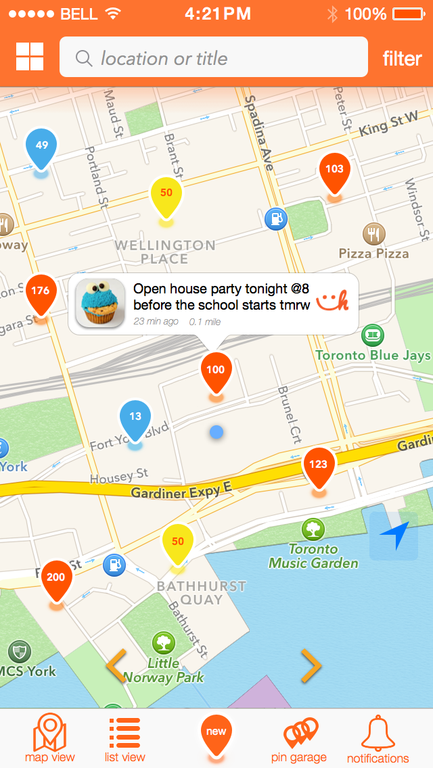 BELL 4:21PM 100%
location or title filter
Maud St
Portland St
Brant St
Spadina Ave
Peter St
King St W
Windsor St
49
50
103
WELLINGTON
PLACE
Pizza Pizza
176
Open house party tonight @8
before the school starts tmrw
23 min ago 0.1 mile
Toronto Blue Jays
100
13
Fort York Blvd
Brunel Crt
York
Housey St
123
Gardiner Expy E
50
Toronto
Music Garden
200
BATHHURST
QUAY
Bathurst St
MCS York
Little
Norway Park
new
map view list view pin garage notifications